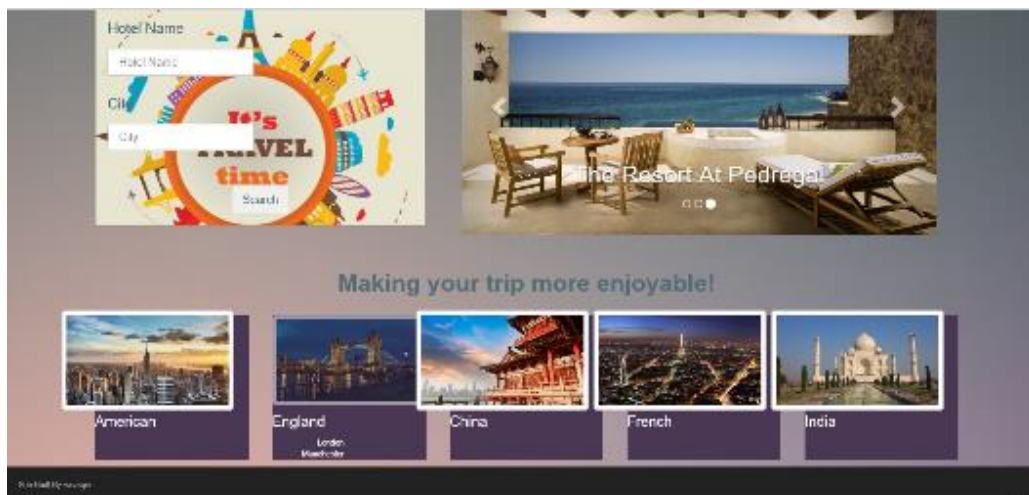 Hotel Name
Hotel Name
City
City
It's
TRAVEL
time
Search
The Resort At Pedregal
Making your trip more enjoyable!
American
England
China
French
India
London
Manchester